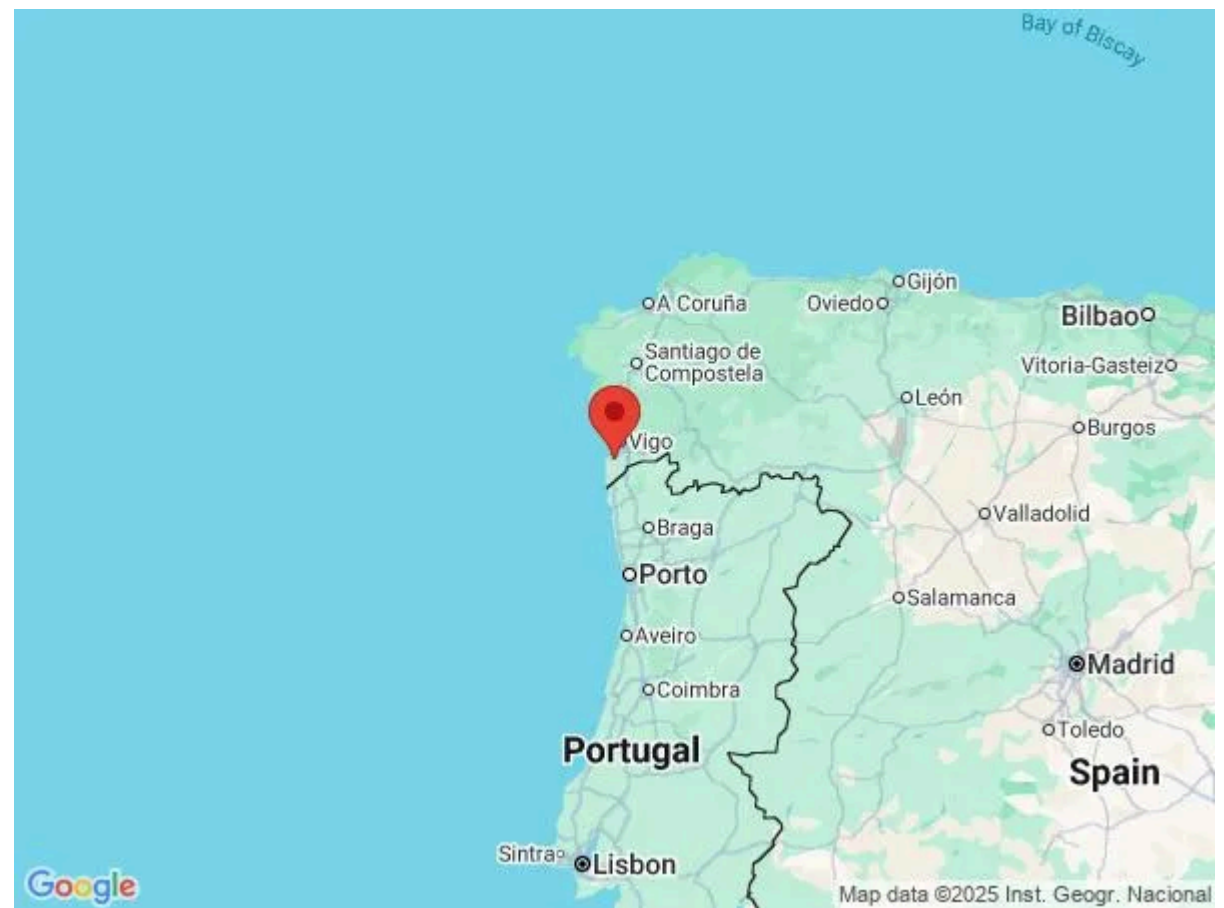 Bay of Biscay
Gijón
A Coruña
Oviedo
Bilbao
Santiago de
Compostela
Vitoria-Gasteiz
León
Vigo
Burgos
Valladolid
Braga
Porto
Salamanca
Aveiro
Madrid
Coimbra
Toledo
Portugal
Spain
Sintra
Lisbon
Google
Map data ©2025 Inst. Geogr. Nacional